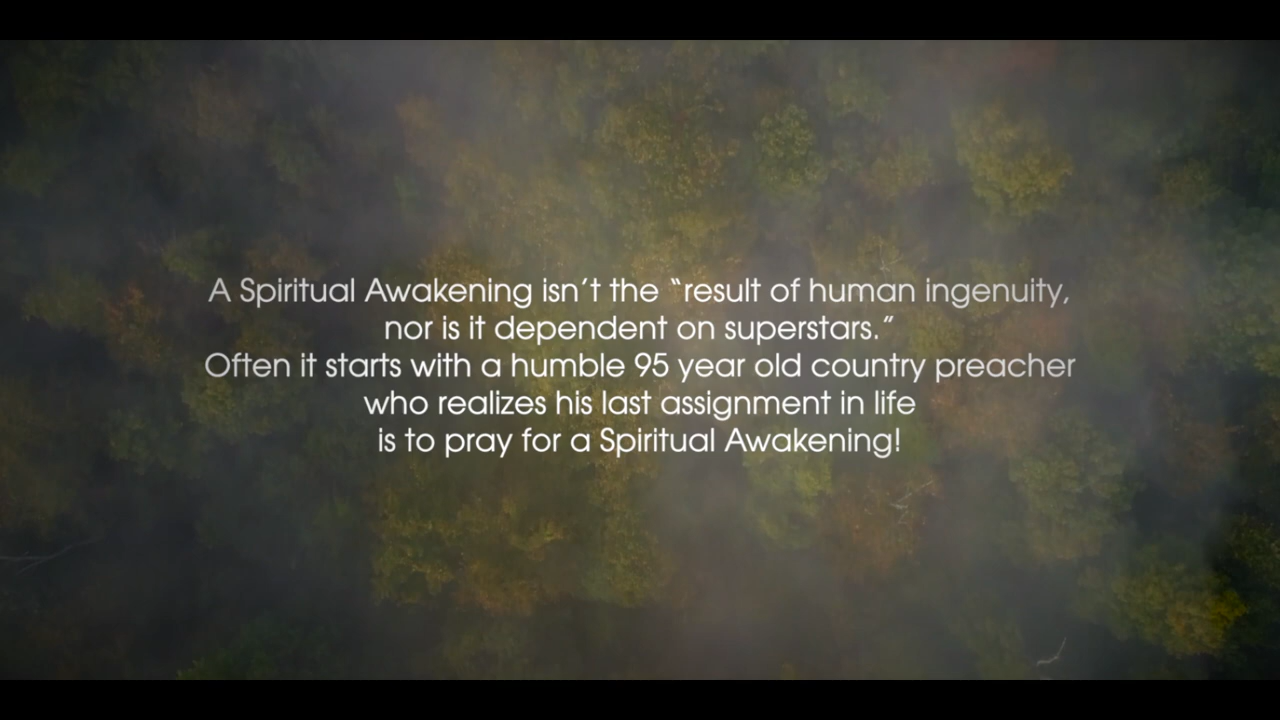 A Spiritual Awakening isn't the “result of human ingenuity,
nor is it dependent on superstars.”
Often it starts with a humble 95 year old country preacher
who realizes his last assignment in life
is to pray for a Spiritual Awakening!